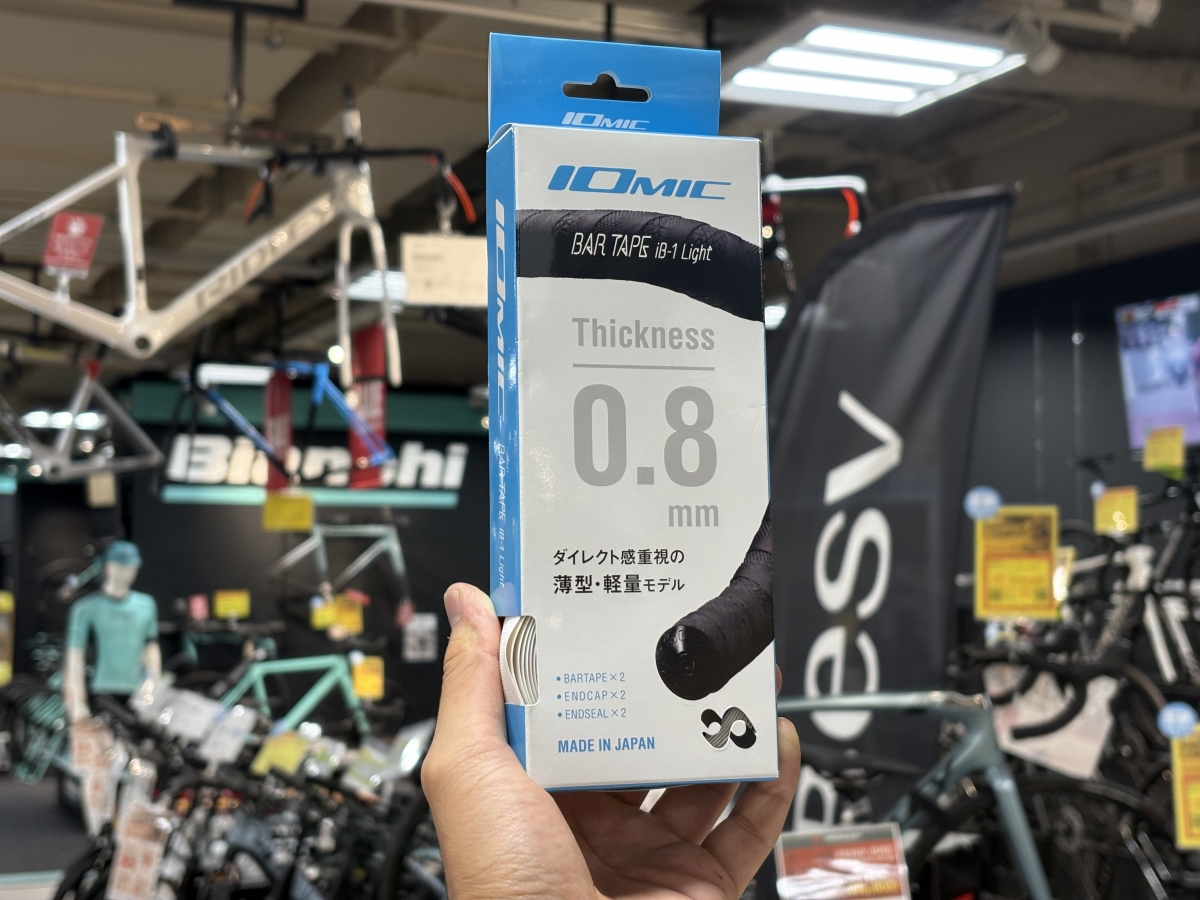 IOMIC
IOMIC
BAR TAPE iB-1 Light
Thickness
0.8
mm
ダイレクト感重視の
薄型・軽量モデル
• BARTAPE×2
• ENDCAP×2
• ENDSEAL×2
MADE IN JAPAN
IOMIC BAR TAPE iB-1 Light
Bianchi
Besv